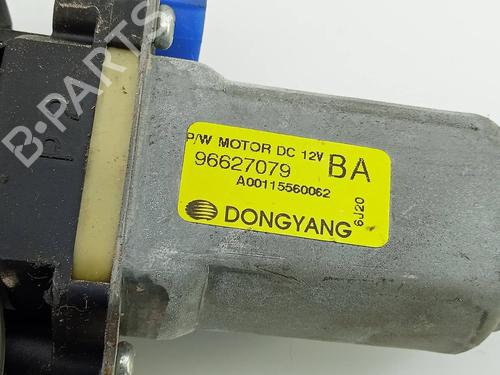 B-PARTS
P/W MOTOR DC 12V
96627079 BA
A00115560062
6J20
DONGYANG